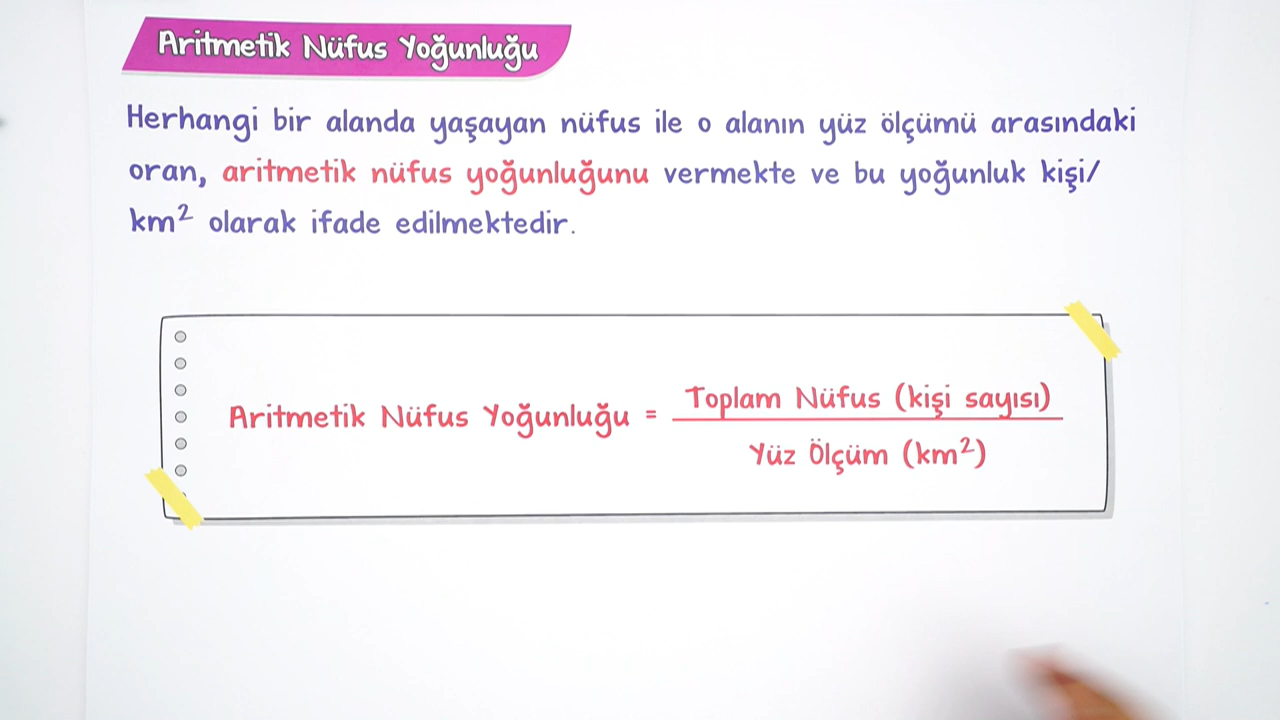 Aritmetik Nüfus Yoğunluğu
Herhangi bir alanda yaşayan nüfus ile o alanın yüz ölçümü arasındaki
oran, aritmetik nüfus yoğunluğunu vermekte ve bu yoğunluk kişi/
km² olarak ifade edilmektedir.
Aritmetik Nüfus Yoğunluğu = Toplam Nüfus (kişi sayısı)
Yüz Ölçüm (km²)